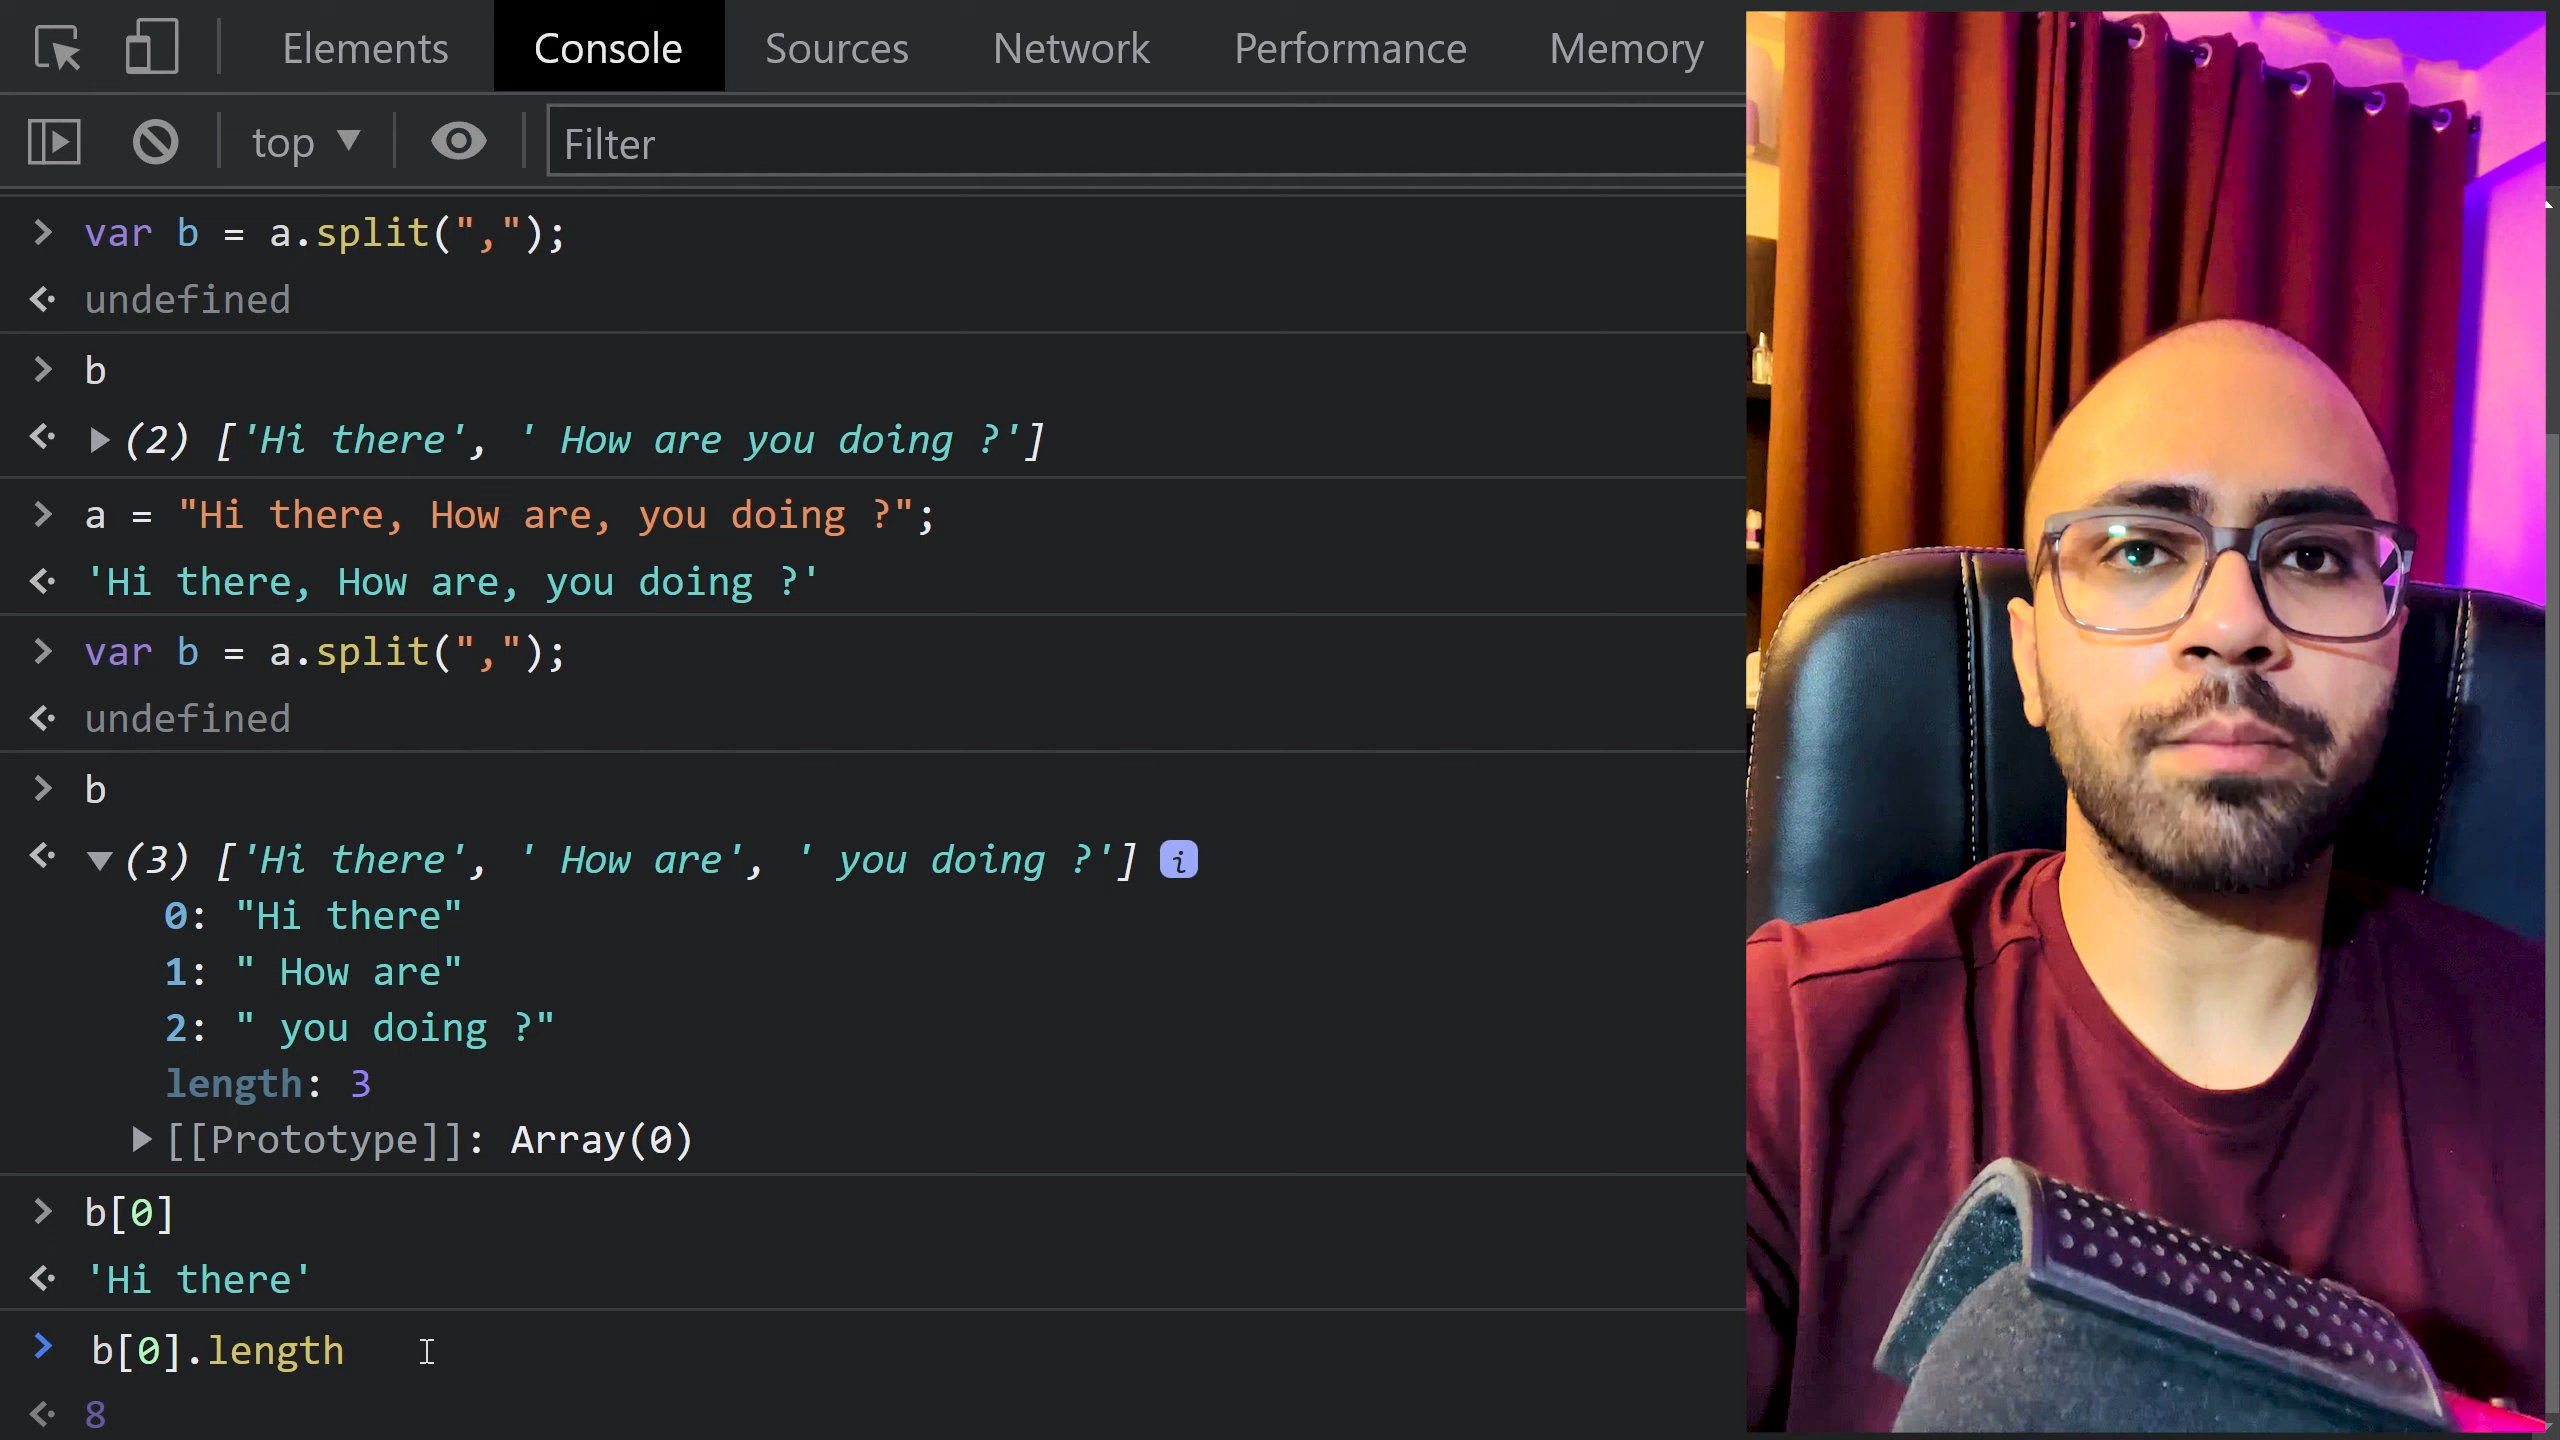 Elements Console Sources Network Performance Memory
top Filter
var b = a.split(",");
undefined
b
(2) ['Hi there', ' How are you doing ?']
a = "Hi there, How are, you doing ?";
'Hi there, How are, you doing ?'
var b = a.split(",");
undefined
b
(3) ['Hi there', ' How are', ' you doing ?'] i
0: "Hi there"
1: " How are"
2: " you doing ?"
length: 3
[[Prototype]]: Array(0)
b[0]
'Hi there'
b[0].length
8